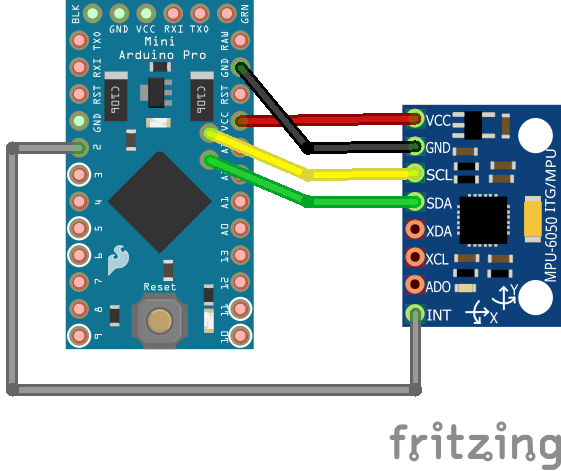 BLK
GND
VCC
RXI
TXO
GRN
Mini
Arduino Pro
TXO
RXI
RST
GND
2
3
4
5
6
7
8
9
RAW
GND
RST
VCC
A1
A0
13
12
11
10
C10P
C10P
Reset
VCC
GND
SCL
SDA
XDA
XCL
ADO
INT
MPU-6050 ITG/MPU
Y
X
fritzing